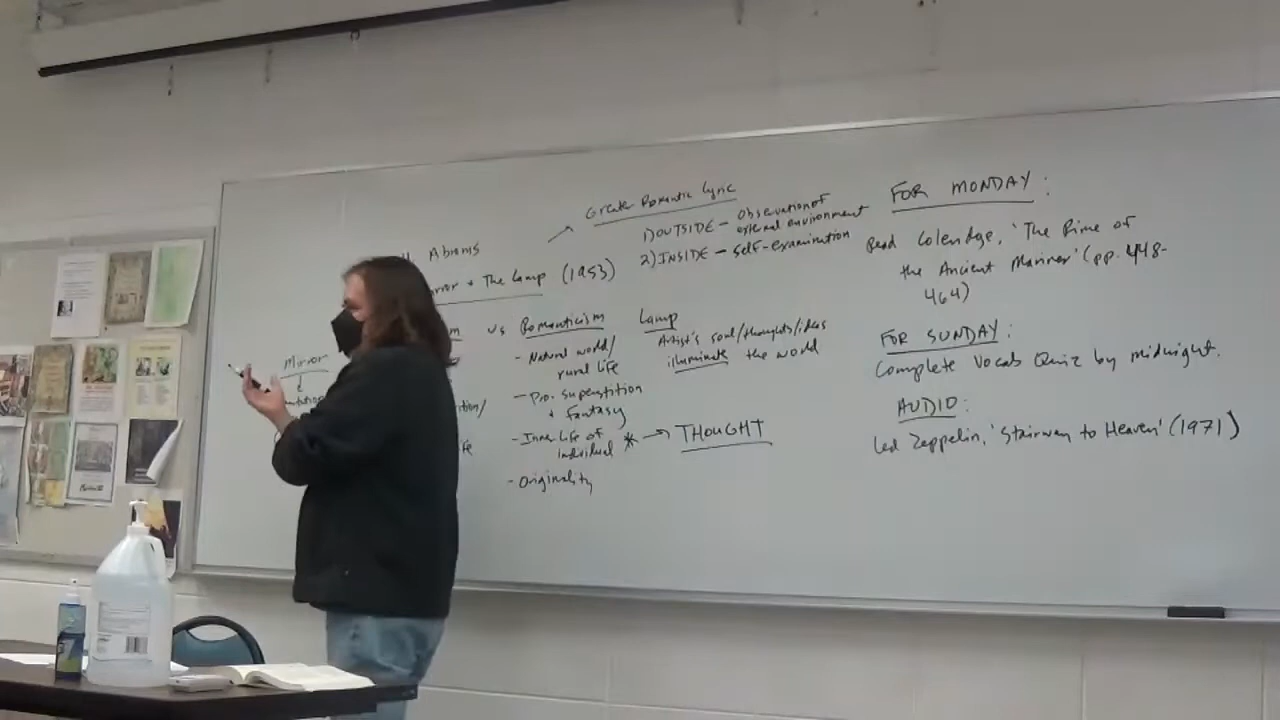 Abrams
+ The Lamp (1953)
Greater Romantic Lyric
1) OUTSIDE - Observation of
external environment
2) INSIDE - self-examination
Mirror
vs Romanticism
- Natural world/
rural life
- Pro. superstition
+ fantasy
- Inner life of
individual * → THOUGHT
- Originality
Lamp
Artist's soul/thoughts/ideas
illuminate the world
FOR MONDAY:
Read Coleridge, 'The Rime of
the Ancient Mariner' (pp. 448-
464)
FOR SUNDAY:
Complete Vocab Quiz by midnight.
AUDIO:
Led Zeppelin, 'Stairway to Heaven' (1971)